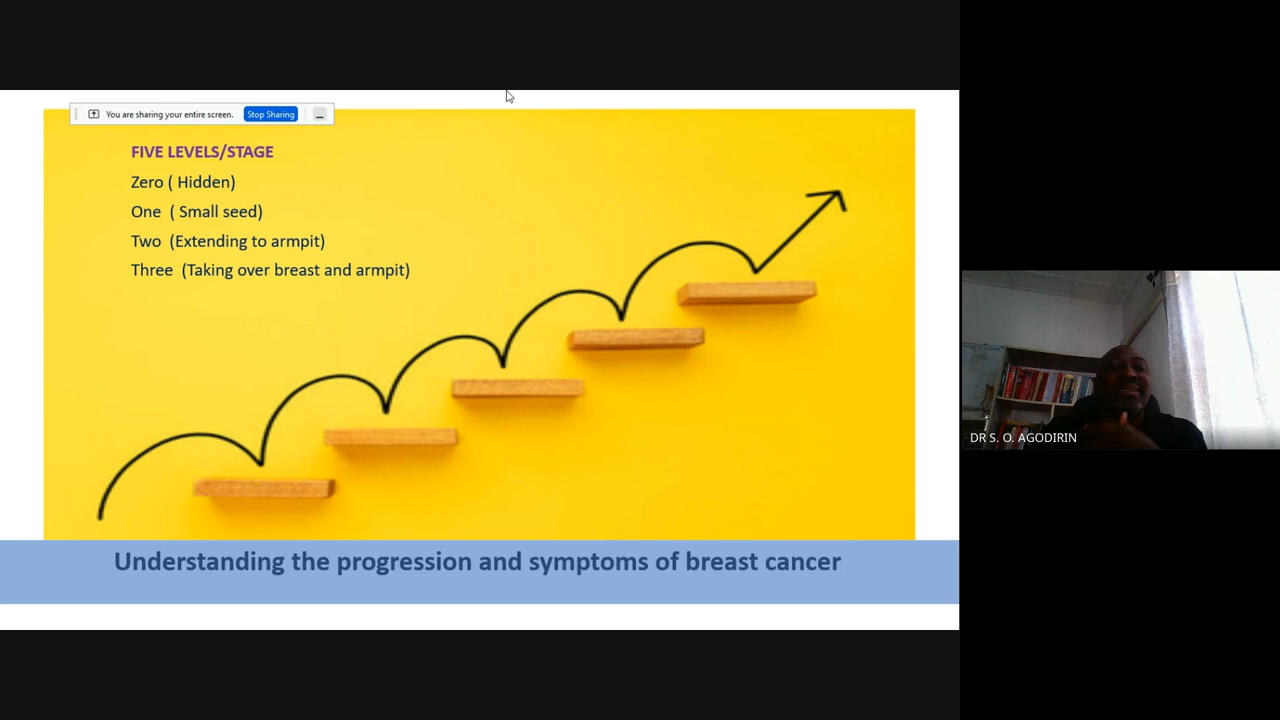 You are sharing your entire screen. Stop Sharing
FIVE LEVELS/STAGE
Zero ( Hidden)
One  ( Small seed)
Two  (Extending to armpit)
Three  (Taking over breast and armpit)
Understanding the progression and symptoms of breast cancer
DR S. O. AGODIRIN